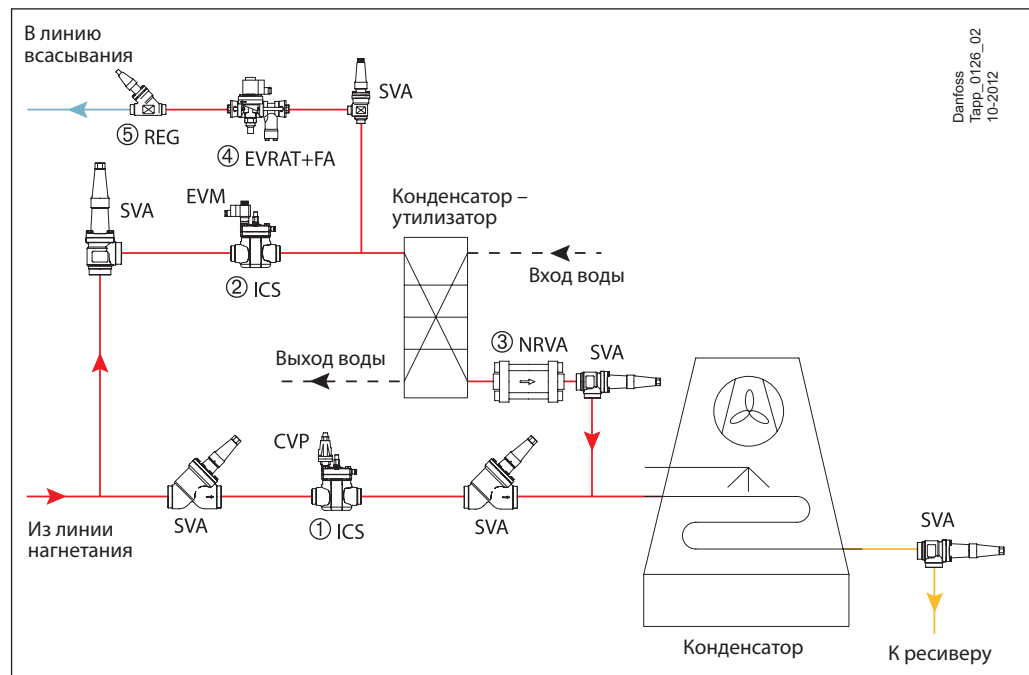 В линию
всасывания
SVA
⑤ REG
④ EVRAT+FA
Danfoss
Tapp_0126_02
10-2012
SVA
EVM
② ICS
Конденсатор –
утилизатор
Вход воды
Выход воды
③ NRVA
SVA
CVP
SVA
① ICS
SVA
Из линии
нагнетания
SVA
Конденсатор
К ресиверу